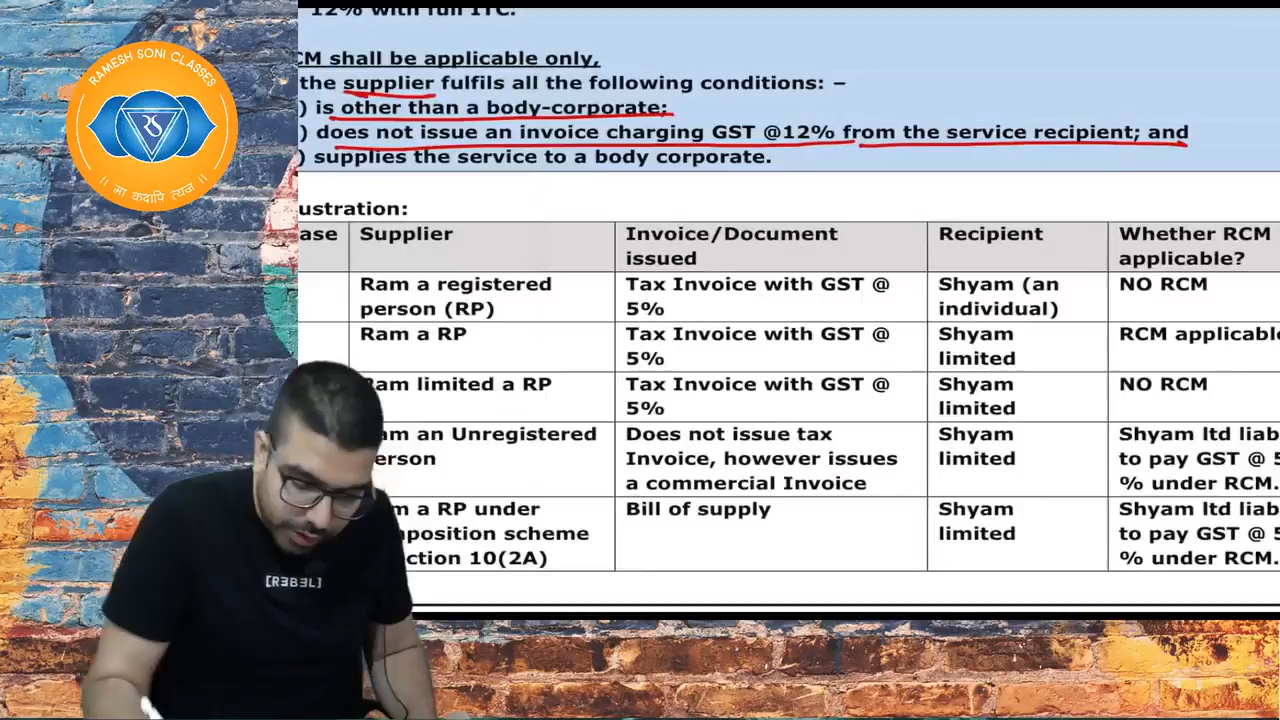 12% with full ITC.
CM shall be applicable only,
the supplier fulfils all the following conditions: –
) is other than a body-corporate;
) does not issue an invoice charging GST @12% from the service recipient; and
) supplies the service to a body corporate.
ustration:
ase Supplier Invoice/Document issued Recipient Whether RCM applicable?
Ram a registered person (RP) Tax Invoice with GST @ 5% Shyam (an individual) NO RCM
Ram a RP Tax Invoice with GST @ 5% Shyam limited RCM applicable
Ram limited a RP Tax Invoice with GST @ 5% Shyam limited NO RCM
am an Unregistered erson Does not issue tax Invoice, however issues a commercial Invoice Shyam limited Shyam ltd liab to pay GST @ 5 % under RCM.
m a RP under mposition scheme ction 10(2A) Bill of supply Shyam limited Shyam ltd liab to pay GST @ 5 % under RCM.
RAMESH SONI CLASSES
।। मा कदापि त्यज ।।
[REBEL]